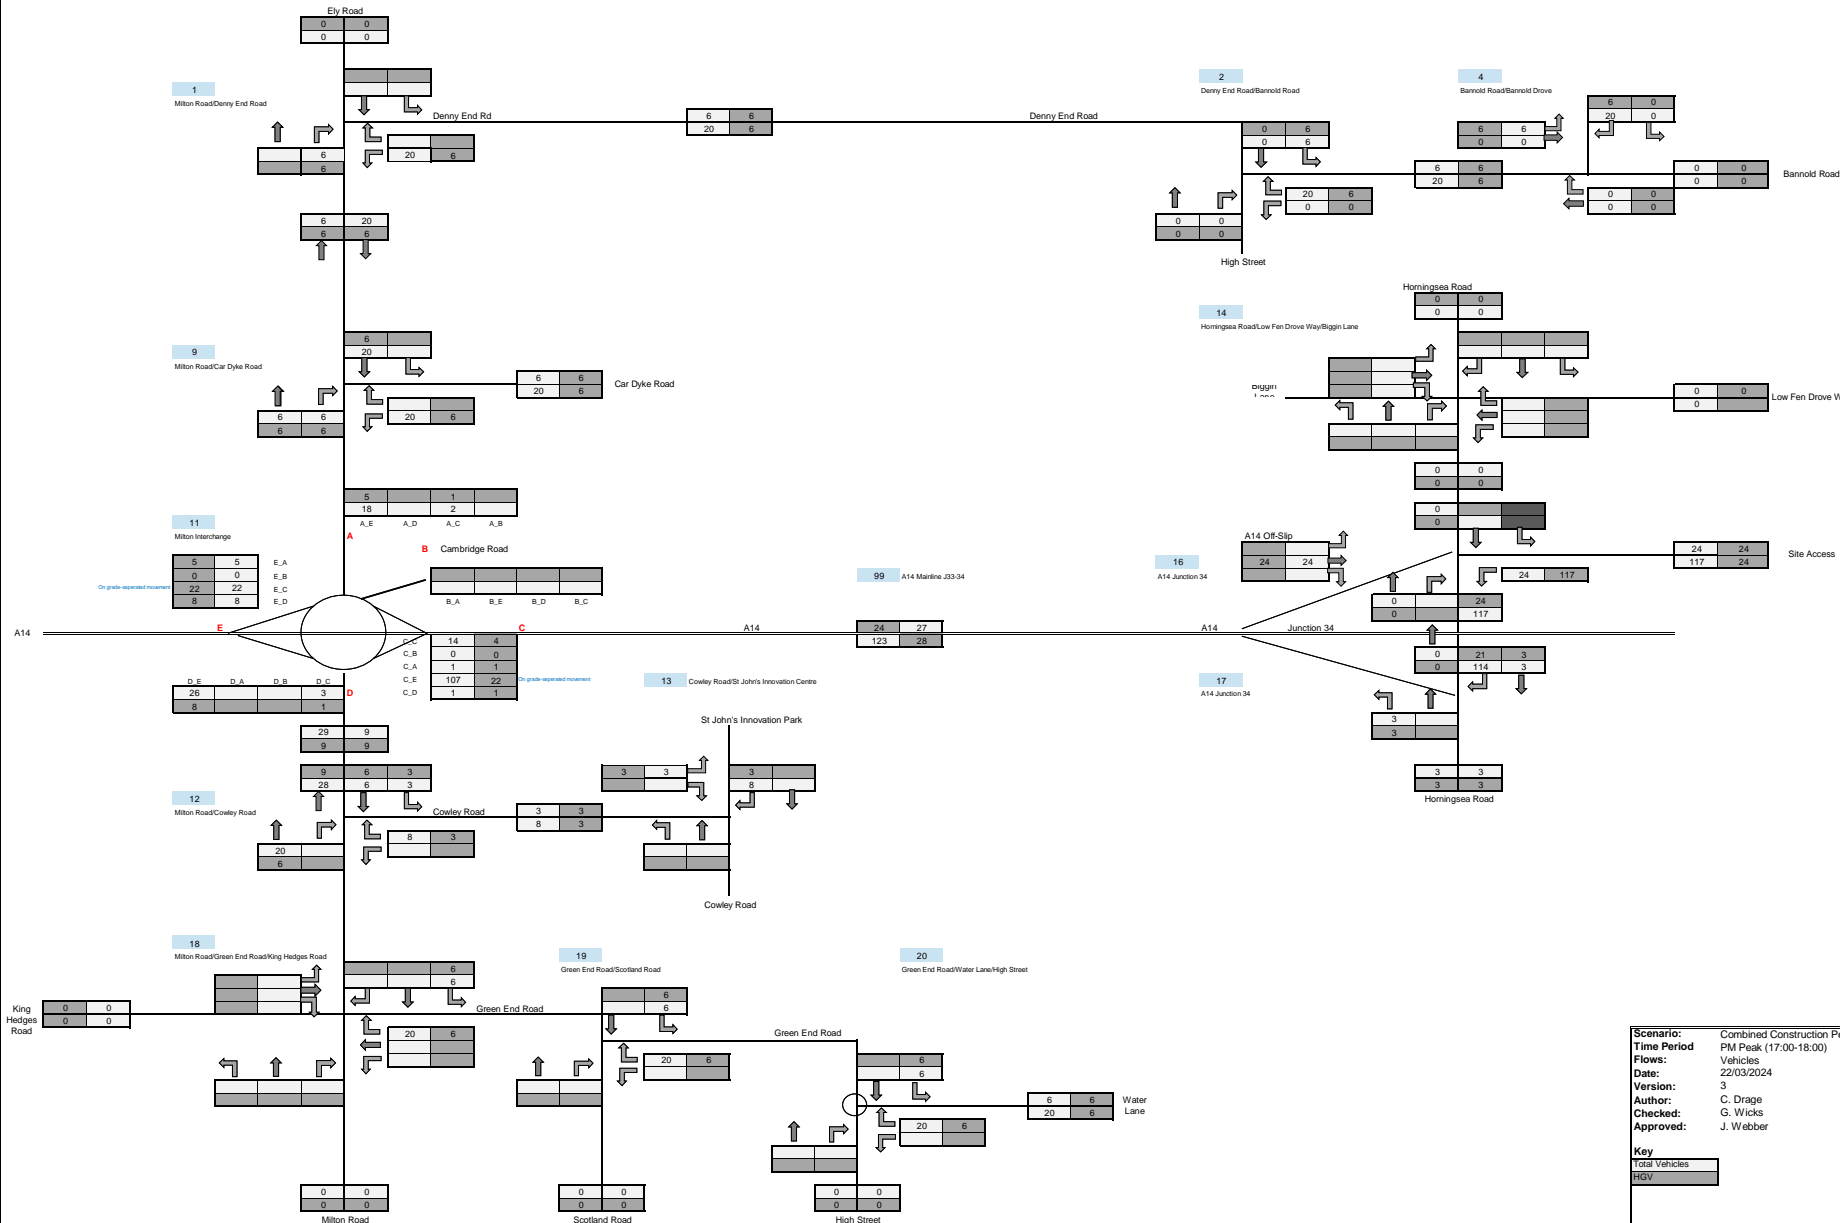 Ely Road
0 0
0 0
1
Milton Road/Denny End Road
Denny End Rd
6 6
20 6
Denny End Road
2
Denny End Road/Bannold Road
4
Bannold Road/Bannold Drove
6 0
20 0
6 6
0 0
0 6
0 6
6
6
20 6
6 6
20 6
0 0
0 0
Bannold Road
20 6
0 0
0 0
0 0
0 0
0 0
High Street
6 20
6 6
Horningsea Road
0 0
0 0
14
Horningsea Road/Low Fen Drove Way/Biggin Lane
9
Milton Road/Car Dyke Road
6
20
6 6
20 6
Car Dyke Road
6 6
6 6
20 6
0 0
0
Low Fen Drove W
0 0
0 0
5 1
18 2
A_E A_D A_C A_B
A
11
Milton Interchange
B Cambridge Road
5 5 E_A
0 0 E_B
On grade-seperated movement 22 22 E_C
8 8 E_D
B_A B_E B_D B_C
99 A14 Mainline J33-34
0
0
A14 Off-Slip
24 24
16
A14 Junction 34
24 24
117 24
Site Access
24 117
0 24
0 117
A14
E
C
A14
24 27
123 28
A14
Junction 34
C_C 14 4
C_B 0 0
C_A 1 1
C_E 107 22 On grade-seperated movement
C_D 1 1
0 21 3
0 114 3
13 Cowley Road/St John's Innovation Centre
17
A14 Junction 34
D_E D_A D_B D_C
26 3
8 1
D
3
3
St John's Innovation Park
29 9
9 9
9 6 3
28 6 3
3 3
3
8
3 3
3 3
Horningsea Road
12
Milton Road/Cowley Road
Cowley Road
3 3
8 3
20
6
8 3
Cowley Road
18
Milton Road/Green End Road/King Hedges Road
6
6
19
Green End Road/Scotland Road
20
Green End Road/Water Lane/High Street
King
Hedges
Road
0 0
0 0
Green End Road
6
6
20 6
Green End Road
20 6
6
6
6 6
20 6
Water
Lane
20 6
0 0
0 0
Milton Road
0 0
0 0
Scotland Road
0 0
0 0
High Street
Scenario: Combined Construction Pe
Time Period PM Peak (17:00-18:00)
Flows: Vehicles
Date: 22/03/2024
Version: 3
Author: C. Drage
Checked: G. Wicks
Approved: J. Webber
Key
Total Vehicles
HGV